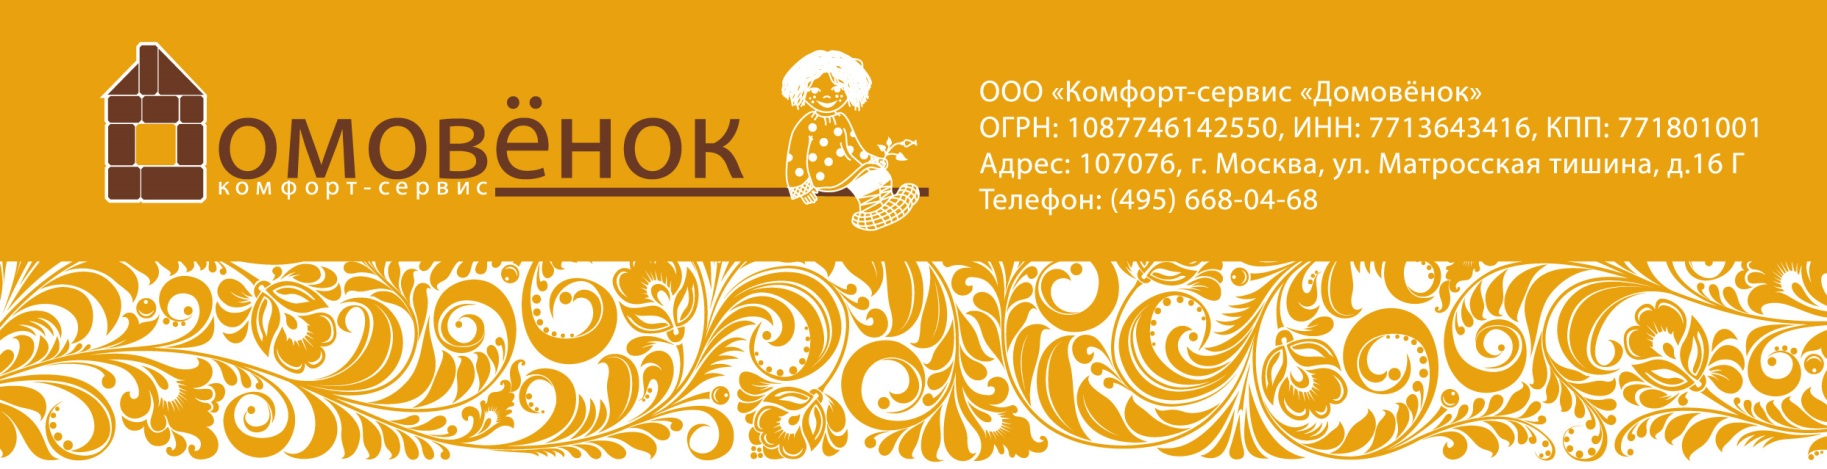 Домовёнок
комфорт-сервис
ООО «Комфорт-сервис «Домовёнок»
ОГРН: 1087746142550, ИНН: 7713643416, КПП: 771801001
Адрес: 107076, г. Москва, ул. Матросская тишина, д.16 Г
Телефон: (495) 668-04-68